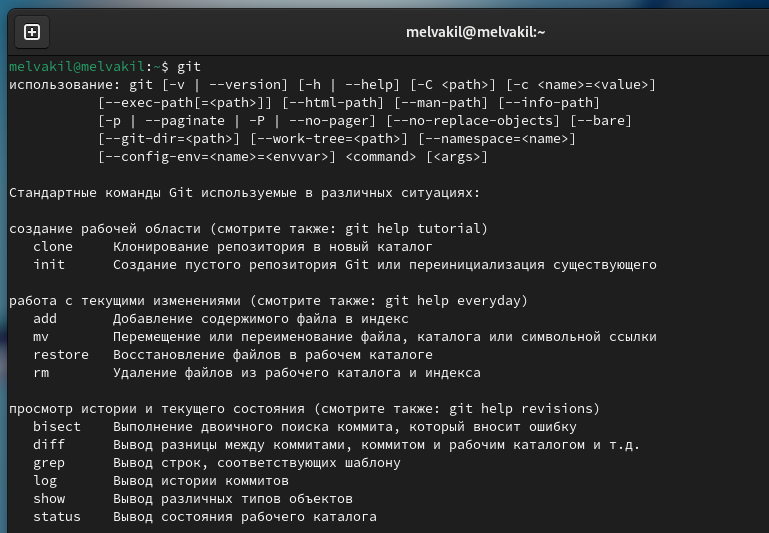 melvakil@melvakil:~
melvakil@melvakil:~$ git
использование: git [-v | --version] [-h | --help] [-C <path>] [-c <name>=<value>]
           [--exec-path[=<path>]] [--html-path] [--man-path] [--info-path]
           [-p | --paginate | -P | --no-pager] [--no-replace-objects] [--bare]
           [--git-dir=<path>] [--work-tree=<path>] [--namespace=<name>]
           [--config-env=<name>=<envvar>] <command> [<args>]

Стандартные команды Git используемые в различных ситуациях:

создание рабочей области (смотрите также: git help tutorial)
   clone     Клонирование репозитория в новый каталог
   init      Создание пустого репозитория Git или переинициализация существующего

работа с текущими изменениями (смотрите также: git help everyday)
   add       Добавление содержимого файла в индекс
   mv        Перемещение или переименование файла, каталога или символьной ссылки
   restore   Восстановление файлов в рабочем каталоге
   rm        Удаление файлов из рабочего каталога и индекса

просмотр истории и текущего состояния (смотрите также: git help revisions)
   bisect    Выполнение двоичного поиска коммита, который вносит ошибку
   diff      Вывод разницы между коммитами, коммитом и рабочим каталогом и т.д.
   grep      Вывод строк, соответствующих шаблону
   log       Вывод истории коммитов
   show      Вывод различных типов объектов
   status    Вывод состояния рабочего каталога